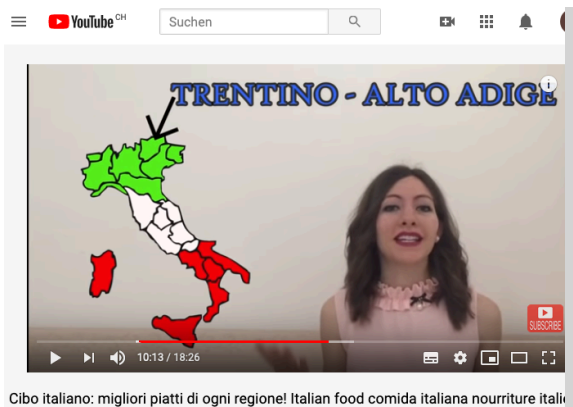 YouTube CH
Suchen
TRENTINO - ALTO ADIGE
i
SUBSCRIBE
10:13 / 18:26
Cibo italiano: migliori piatti di ogni regione! Italian food comida italiana nourriture italie